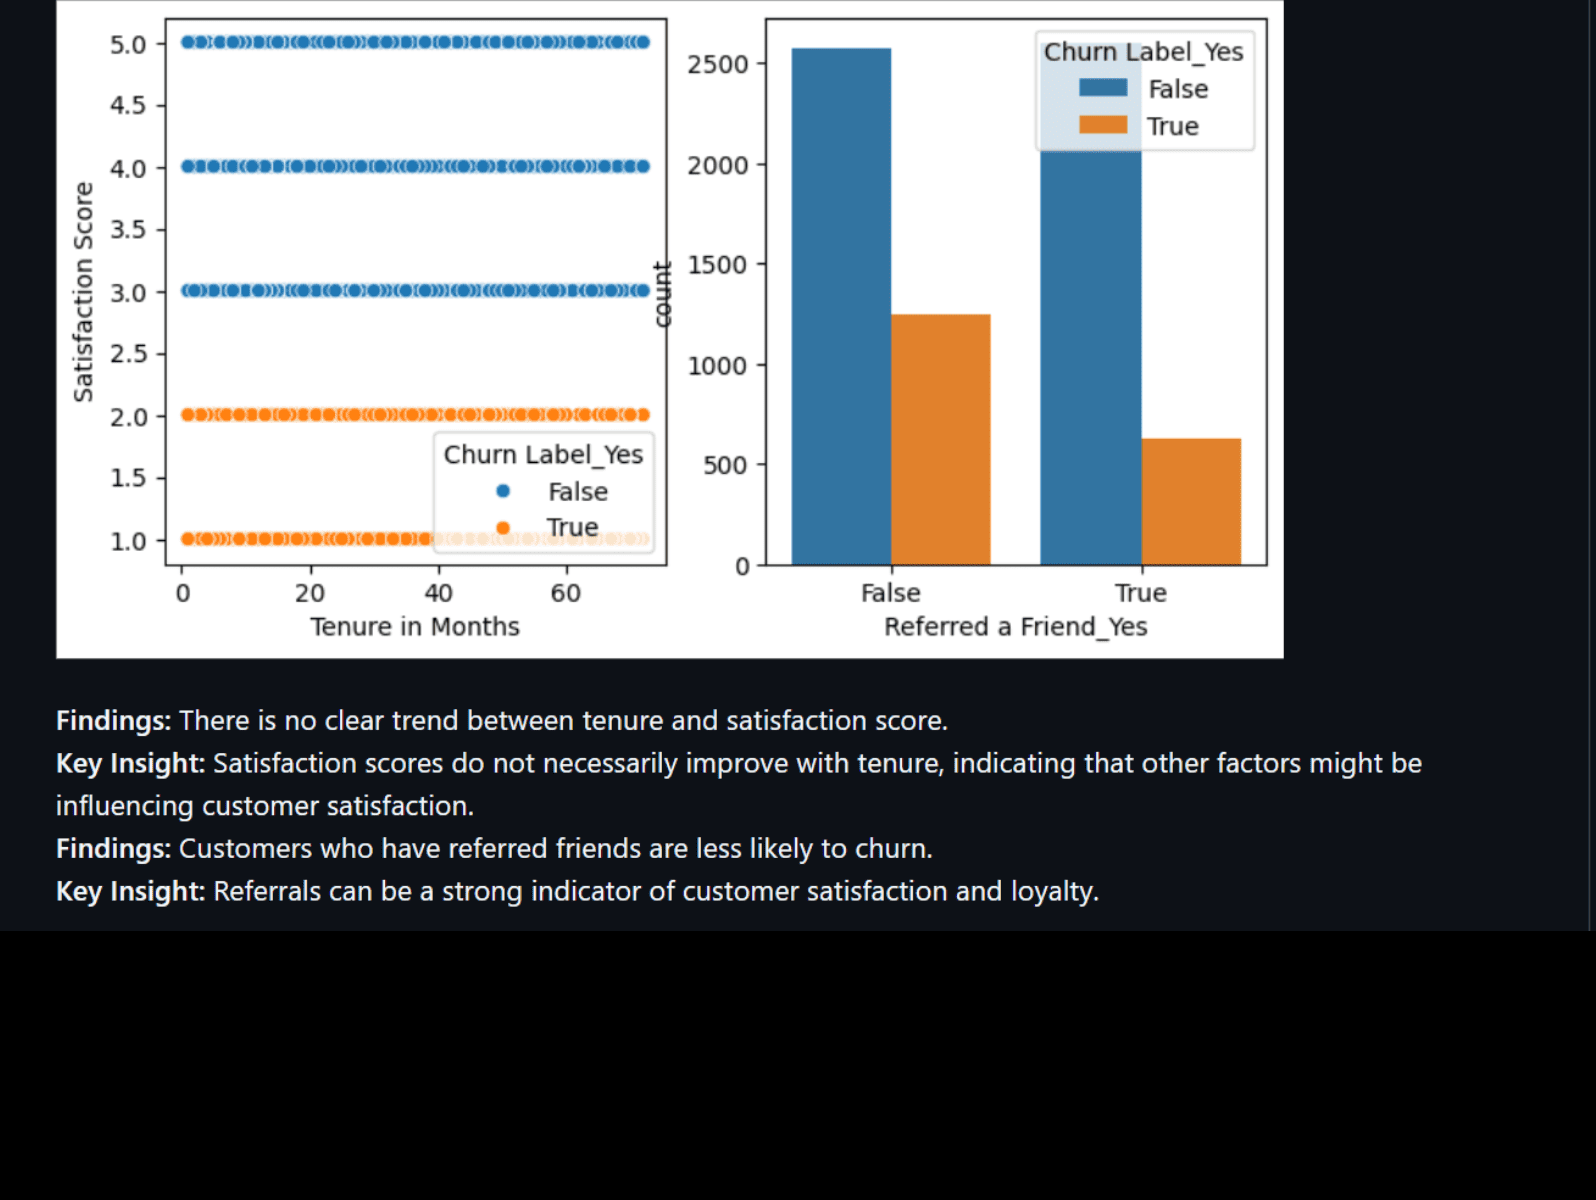 5.0
4.5
4.0
3.5
3.0
2.5
2.0
1.5
1.0
Satisfaction Score
Churn Label_Yes
False
True
0 20 40 60
Tenure in Months
2500
2000
1500
1000
500
0
count
Churn Label_Yes
False
True
False True
Referred a Friend_Yes
Findings: There is no clear trend between tenure and satisfaction score.
Key Insight: Satisfaction scores do not necessarily improve with tenure, indicating that other factors might be
influencing customer satisfaction.
Findings: Customers who have referred friends are less likely to churn.
Key Insight: Referrals can be a strong indicator of customer satisfaction and loyalty.